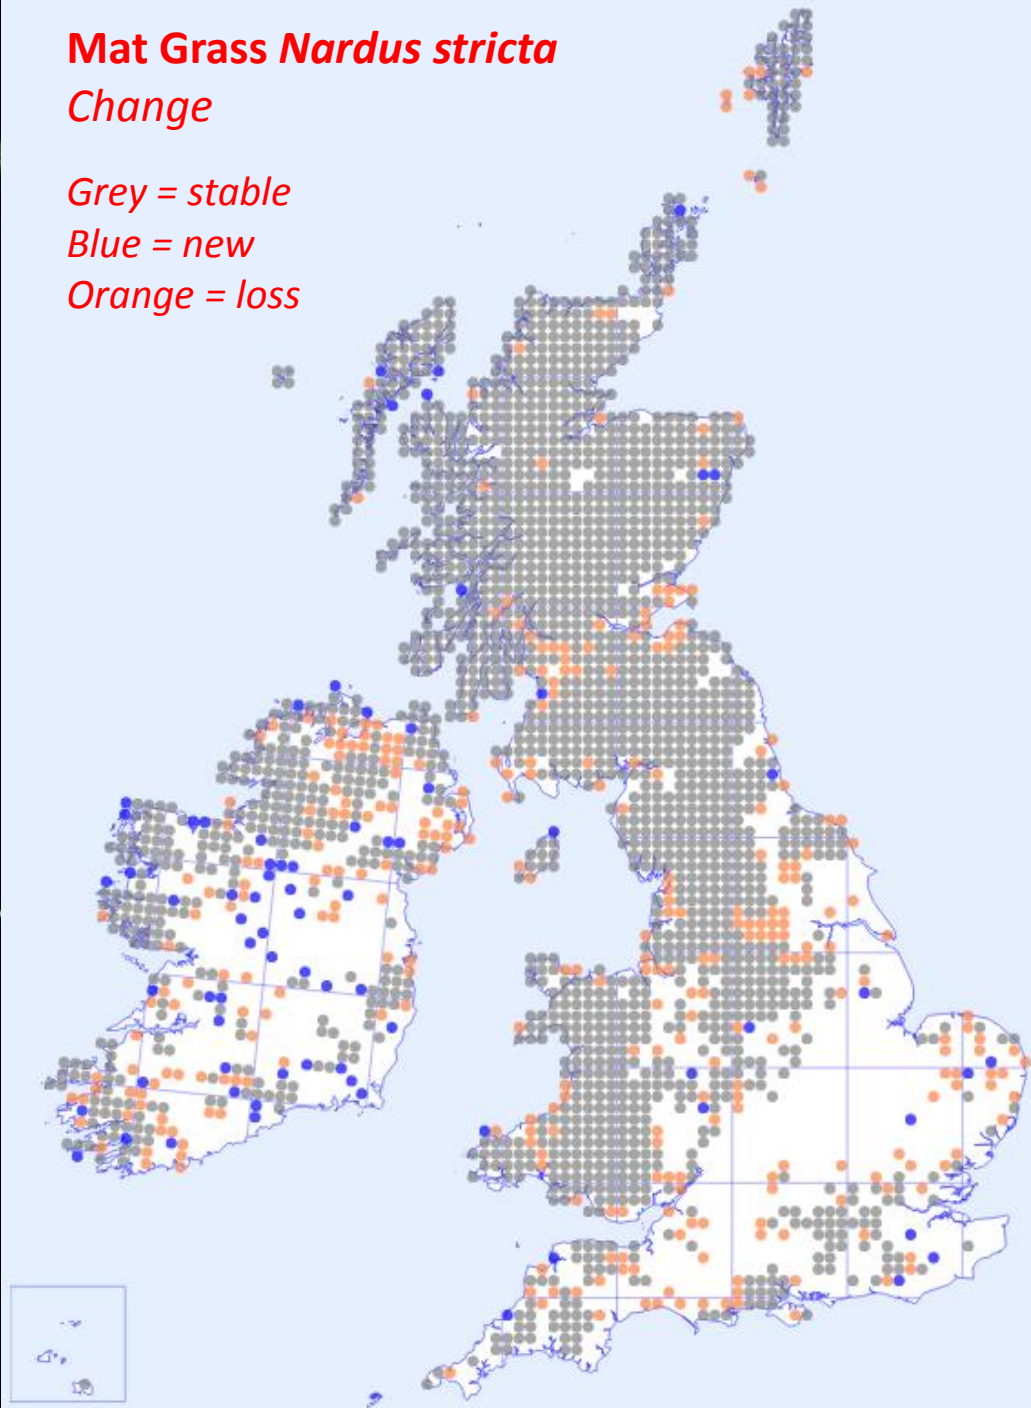 Mat Grass Nardus stricta
Change
Grey = stable
Blue = new
Orange = loss